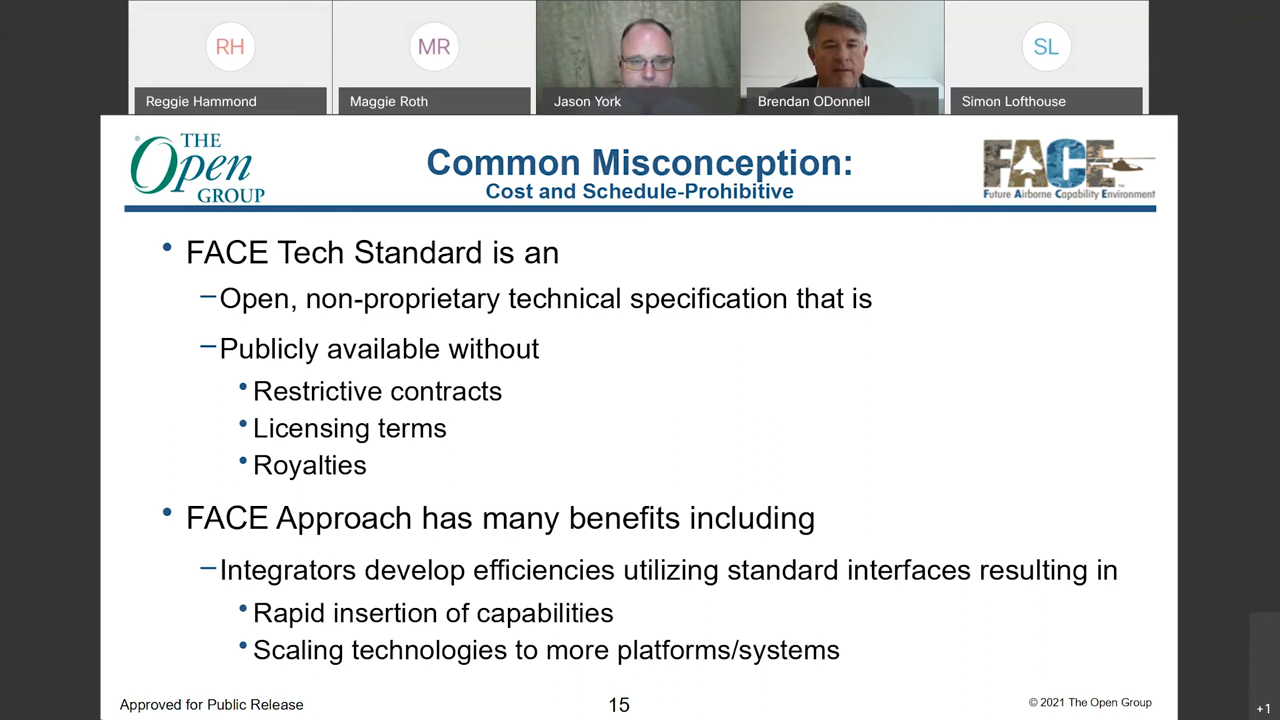 RH
MR
SL
Reggie Hammond
Maggie Roth
Jason York
Brendan ODonnell
Simon Lofthouse
® THE
Open
GROUP
Common Misconception:
Cost and Schedule-Prohibitive
FACE™
Future Airborne Capability Environment
• FACE Tech Standard is an
–Open, non-proprietary technical specification that is
–Publicly available without
• Restrictive contracts
• Licensing terms
• Royalties
• FACE Approach has many benefits including
–Integrators develop efficiencies utilizing standard interfaces resulting in
• Rapid insertion of capabilities
• Scaling technologies to more platforms/systems
Approved for Public Release
15
© 2021 The Open Group
+1